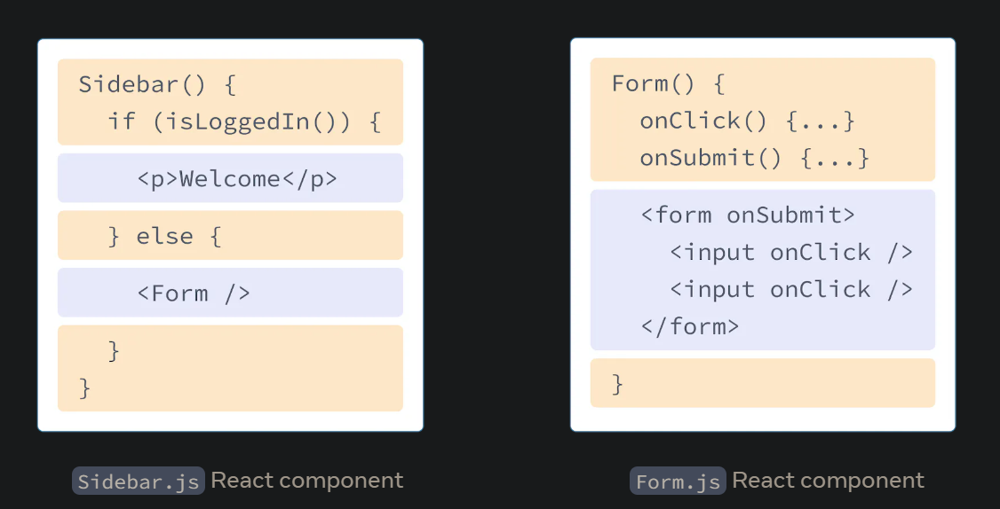 Sidebar() {
if (isLoggedIn()) {
<p>Welcome</p>
} else {
<Form />
}
}
Sidebar.js React component
Form() {
onClick() {...}
onSubmit() {...}
<form onSubmit>
<input onClick />
<input onClick />
</form>
}
Form.js React component